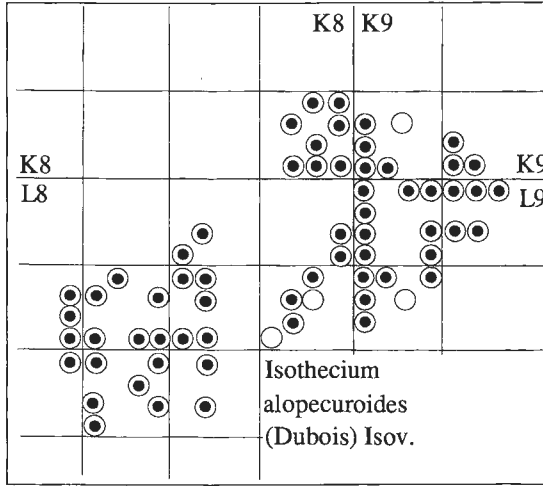 K8 K9
K8 K9
L8 L9
Isothecium
alopecuroides
(Dubois) Isov.